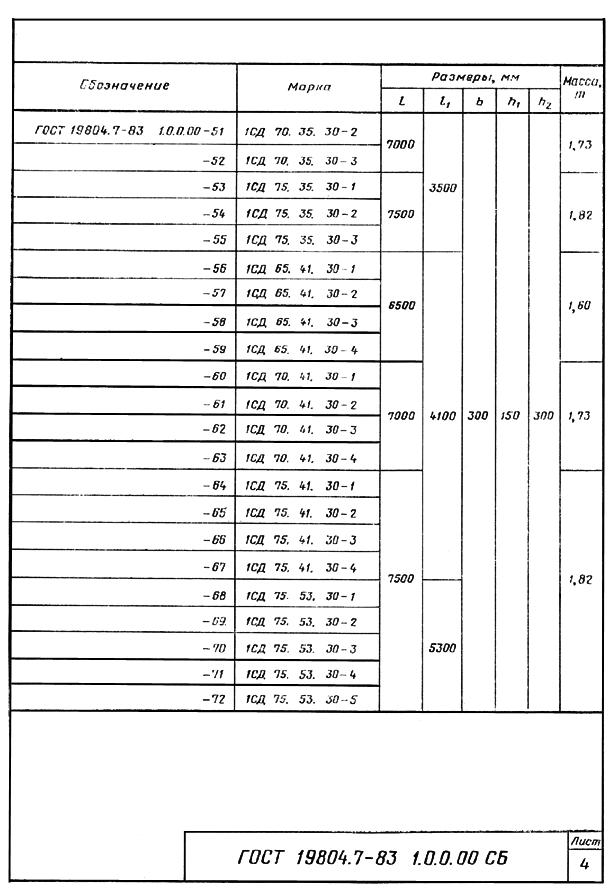 Обозначение Марка Размеры, мм Масса, т
l l₁ b h₁ h₂
ГОСТ 19804.7-83 1.0.0.00-51 1СД 70. 35. 30-2 7000 3500 1,73
-52 1СД 70. 35. 30-3
-53 1СД 75. 35. 30-1
-54 1СД 75. 35. 30-2 7500 1,82
-55 1СД 75. 35. 30-3
-56 1СД 65. 41. 30-1
-57 1СД 65. 41. 30-2 6500 1,60
-58 1СД 65. 41. 30-3
-59 1СД 65. 41. 30-4
-60 1СД 70. 41. 30-1
-61 1СД 70. 41. 30-2 7000 4100 300 150 300 1,73
-62 1СД 70. 41. 30-3
-63 1СД 70. 41. 30-4
-64 1СД 75. 41. 30-1
-65 1СД 75. 41. 30-2
-66 1СД 75. 41. 30-3
-67 1СД 75. 41. 30-4 7500 1,82
-68 1СД 75. 53. 30-1
-69 1СД 75. 53. 30-2
-70 1СД 75. 53. 30-3 5300
-71 1СД 75. 53. 30-4
-72 1СД 75. 53. 30-5
ГОСТ 19804.7-83 1.0.0.00 СБ
Лист
4